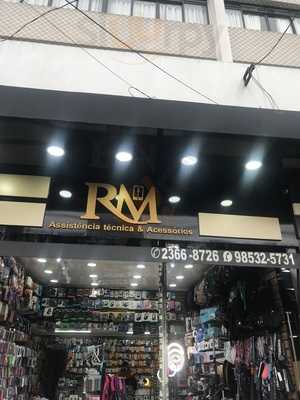 RM
Assistência técnica & Acessórios
2366-8726 98532-5731